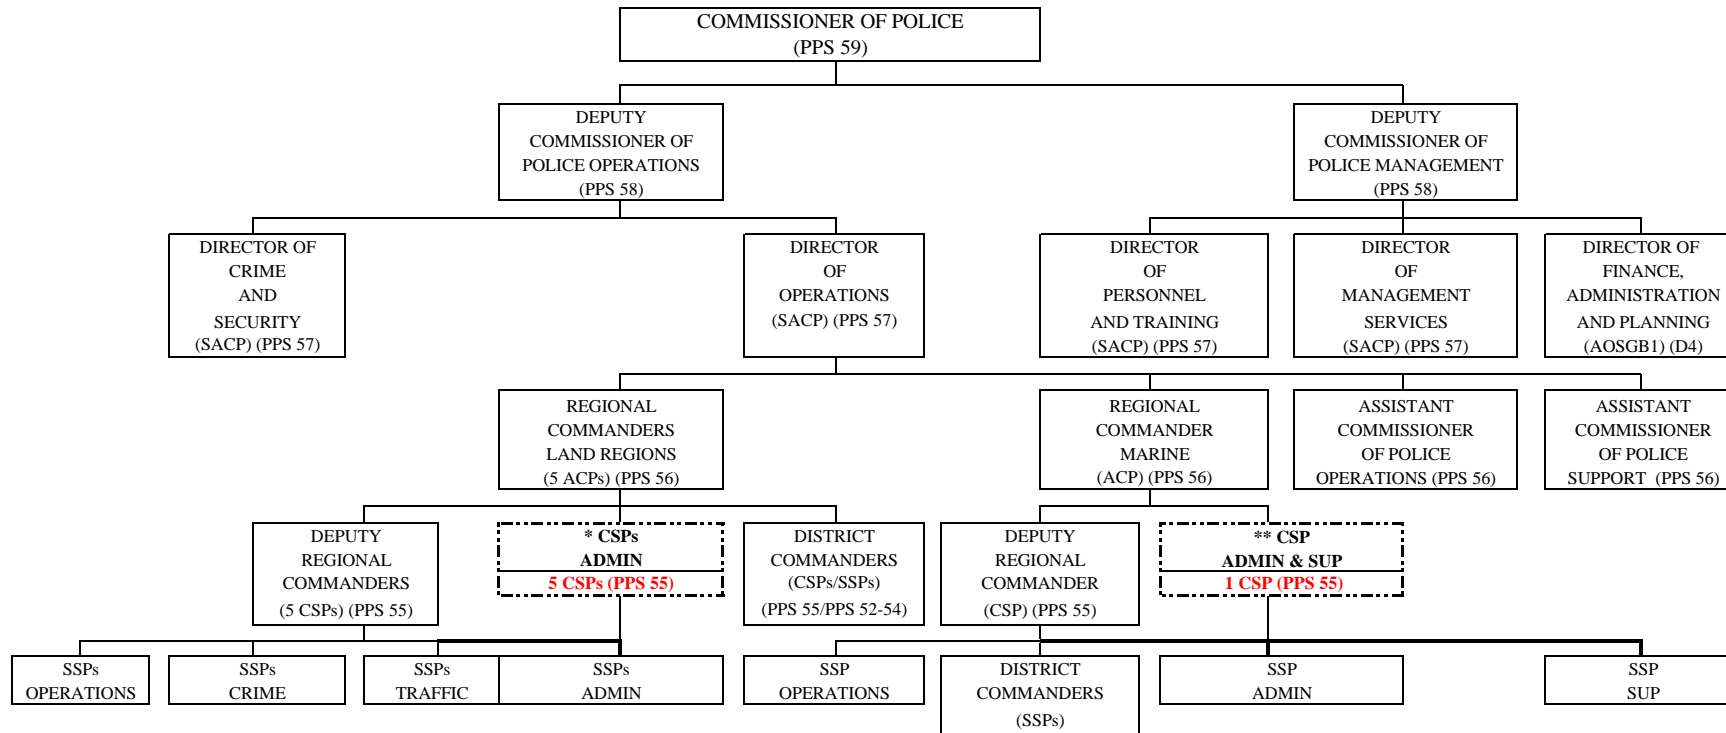 COMMISSIONER OF POLICE
(PPS 59)
DEPUTY
COMMISSIONER OF
POLICE OPERATIONS
(PPS 58)
DEPUTY
COMMISSIONER OF
POLICE MANAGEMENT
(PPS 58)
DIRECTOR OF
CRIME
AND
SECURITY
(SACP) (PPS 57)
DIRECTOR
OF
OPERATIONS
(SACP) (PPS 57)
DIRECTOR
OF
PERSONNEL
AND TRAINING
(SACP) (PPS 57)
DIRECTOR
OF
MANAGEMENT
SERVICES
(SACP) (PPS 57)
DIRECTOR OF
FINANCE,
ADMINISTRATION
AND PLANNING
(AOSGB1) (D4)
REGIONAL
COMMANDERS
LAND REGIONS
(5 ACPs) (PPS 56)
REGIONAL
COMMANDER
MARINE
(ACP) (PPS 56)
ASSISTANT
COMMISSIONER
OF POLICE
OPERATIONS (PPS 56)
ASSISTANT
COMMISSIONER
OF POLICE
SUPPORT (PPS 56)
DEPUTY
REGIONAL
COMMANDERS
(5 CSPs) (PPS 55)
* CSPs
ADMIN
5 CSPs (PPS 55)
DISTRICT
COMMANDERS
(CSPs/SSPs)
(PPS 55/PPS 52-54)
DEPUTY
REGIONAL
COMMANDER
(CSP) (PPS 55)
** CSP
ADMIN & SUP
1 CSP (PPS 55)
SSPs
OPERATIONS
SSPs
CRIME
SSPs
TRAFFIC
SSPs
ADMIN
SSP
OPERATIONS
DISTRICT
COMMANDERS
(SSPs)
SSP
ADMIN
SSP
SUP